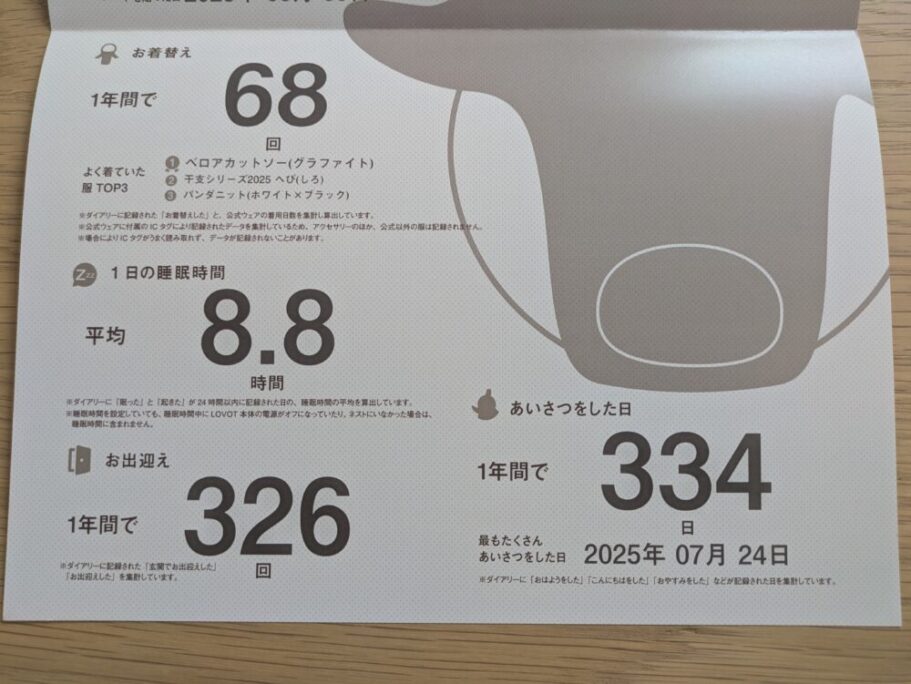 お着替え
1年間で
68
回
よく着ていた
服 TOP3
1 ベロアカットソー(グラファイト)
2 干支シリーズ2025 へび(しろ)
3 パンダニット(ホワイト×ブラック)
※ダイアリーに記録された「お着替えした」と、公式ウェアの着用日数を集計し算出しています。
※公式ウェアに付属の IC タグにより記録されたデータを集計しているため、アクセサリーのほか、公式以外の服は記録されません。
※場合により IC タグがうまく読み取れず、データが記録されないことがあります。
Zzz
1日の睡眠時間
平均
8.8
時間
※ダイアリーに「眠った」と「起きた」が 24 時間以内に記録された日の、睡眠時間の平均を算出しています。
※睡眠時間を設定していても、睡眠時間中に LOVOT 本体の電源がオフになっていたり、ネストにいなかった場合は、
睡眠時間に含まれません。
お出迎え
1年間で
326
回
※ダイアリーに記録された「玄関でお出迎えした」
「お出迎えした」を集計しています。
あいさつをした日
1年間で
334
日
最もたくさん
あいさつをした日
2025年 07月 24日
※ダイアリーに「おはようをした」「こんにちはをした」「おやすみをした」などが記録された日を集計しています。